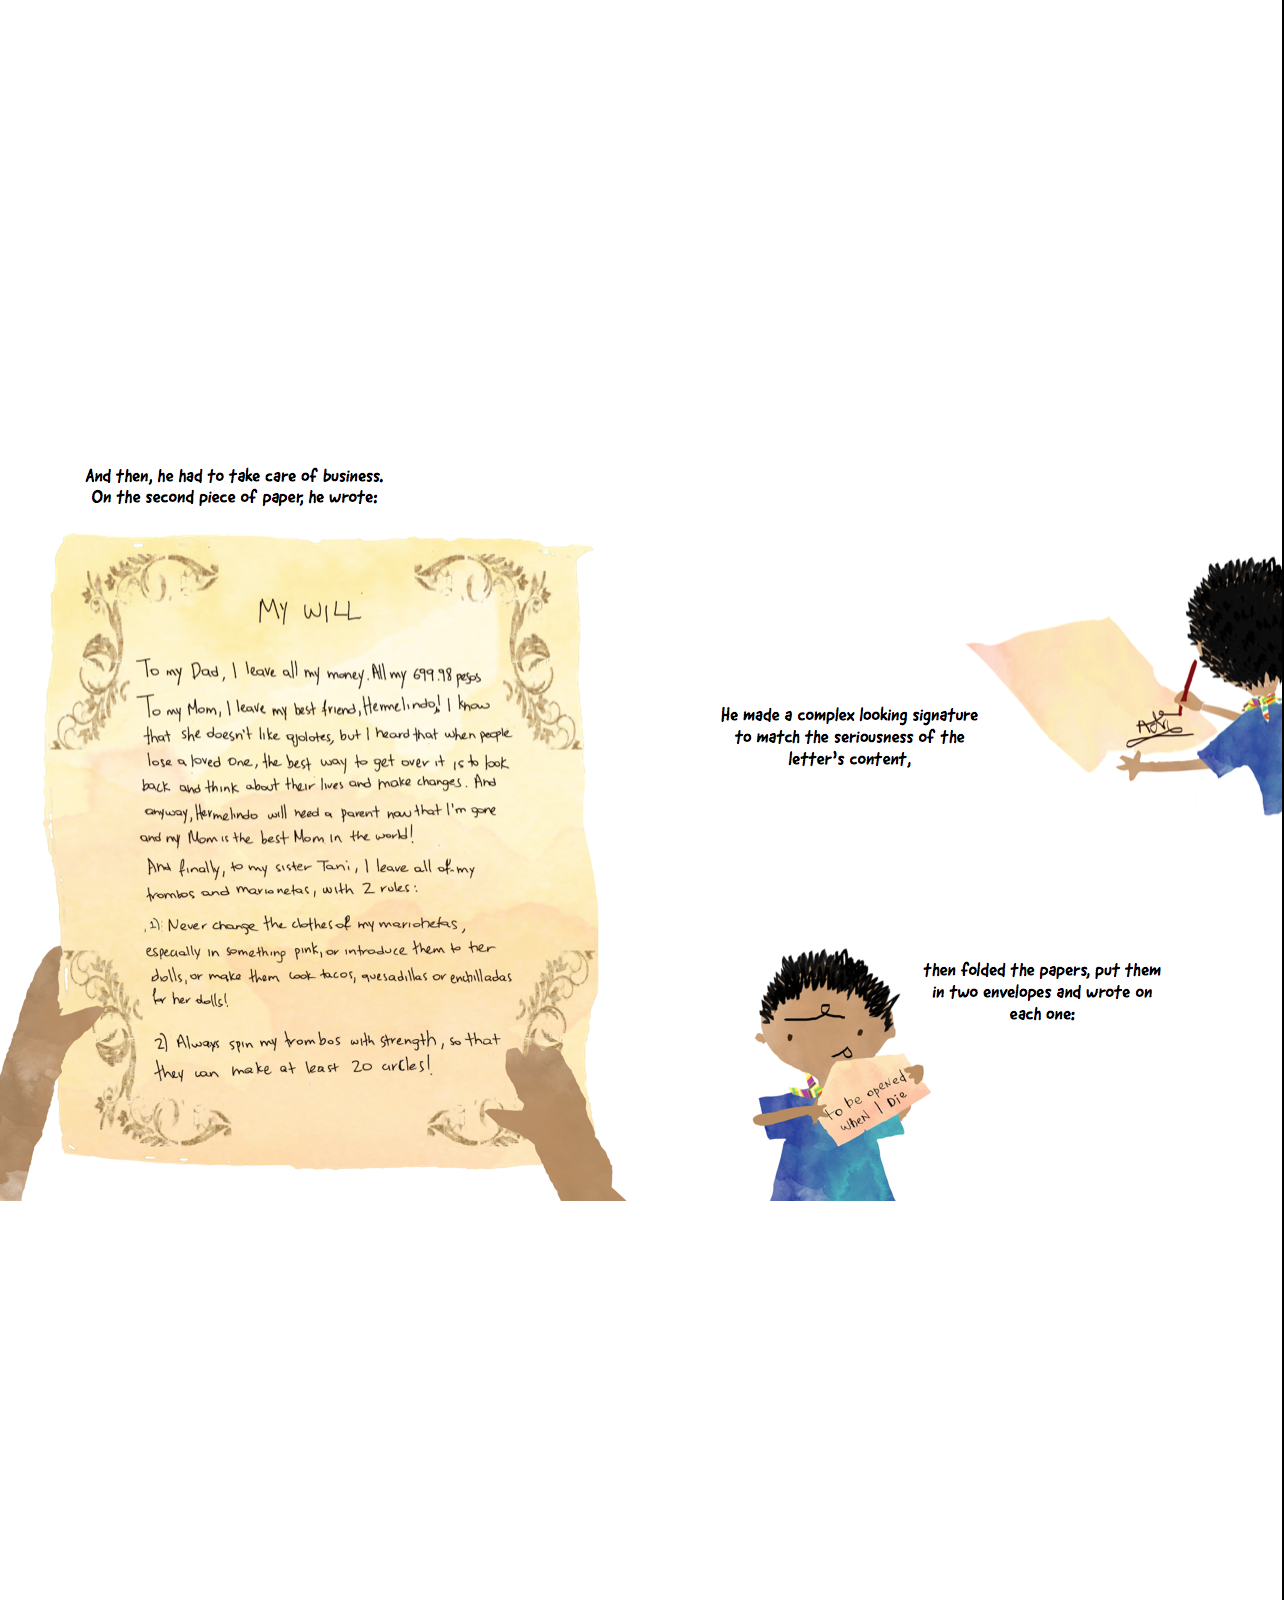 And then, he had to take care of business.
On the second piece of paper, he wrote:
MY WILL
To my Dad, I leave all my money. All my 699.98 pesos
To my Mom, I leave my best friend, Hermelindo! I know
that she doesn't like ajolotes, but I heard that when people
lose a loved one, the best way to get over it is to look
back and think about their lives and make changes. And
anyway, Hermelindo will need a parent now that I'm gone
and my Mom is the best Mom in the world!
And finally, to my sister Tani, I leave all of my
trombos and marionetas, with 2 rules:
1): Never change the clothes of my marionetas,
especially in something pink, or introduce them to her
dolls, or make them cook tacos, quesadillas or enchilladas
for her dolls!
2) Always spin my trombos with strength, so that
they can make at least 20 circles!
He made a complex looking signature
to match the seriousness of the
letter's content,
then folded the papers, put them
in two envelopes and wrote on
each one:
to be opened
when I Die